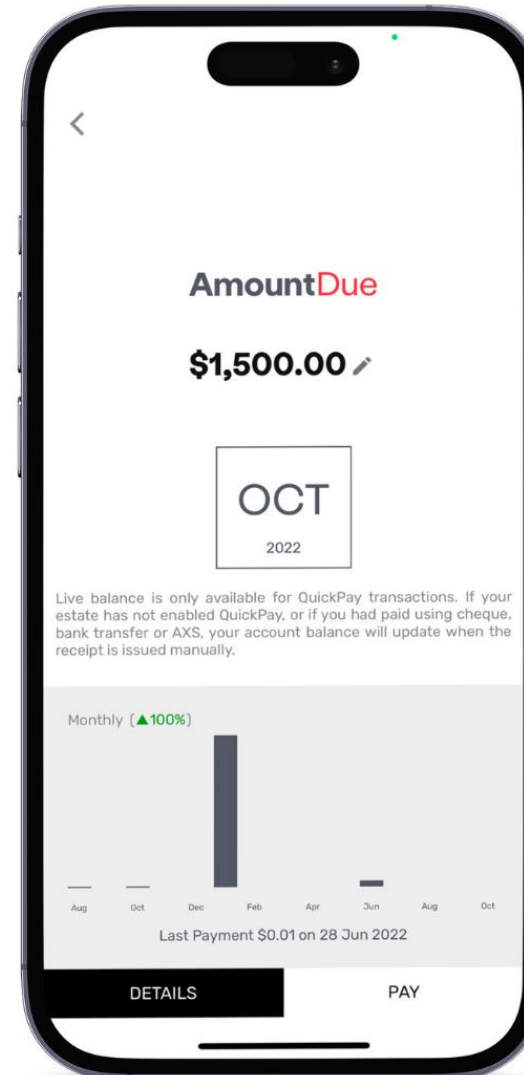 AmountDue
$1,500.00
OCT
2022
Live balance is only available for QuickPay transactions. If your
estate has not enabled QuickPay, or if you had paid using cheque,
bank transfer or AXS, your account balance will update when the
receipt is issued manually.
Monthly (▲100%)
Aug Oct Dec Feb Apr Jun Aug Oct
Last Payment $0.01 on 28 Jun 2022
DETAILS PAY